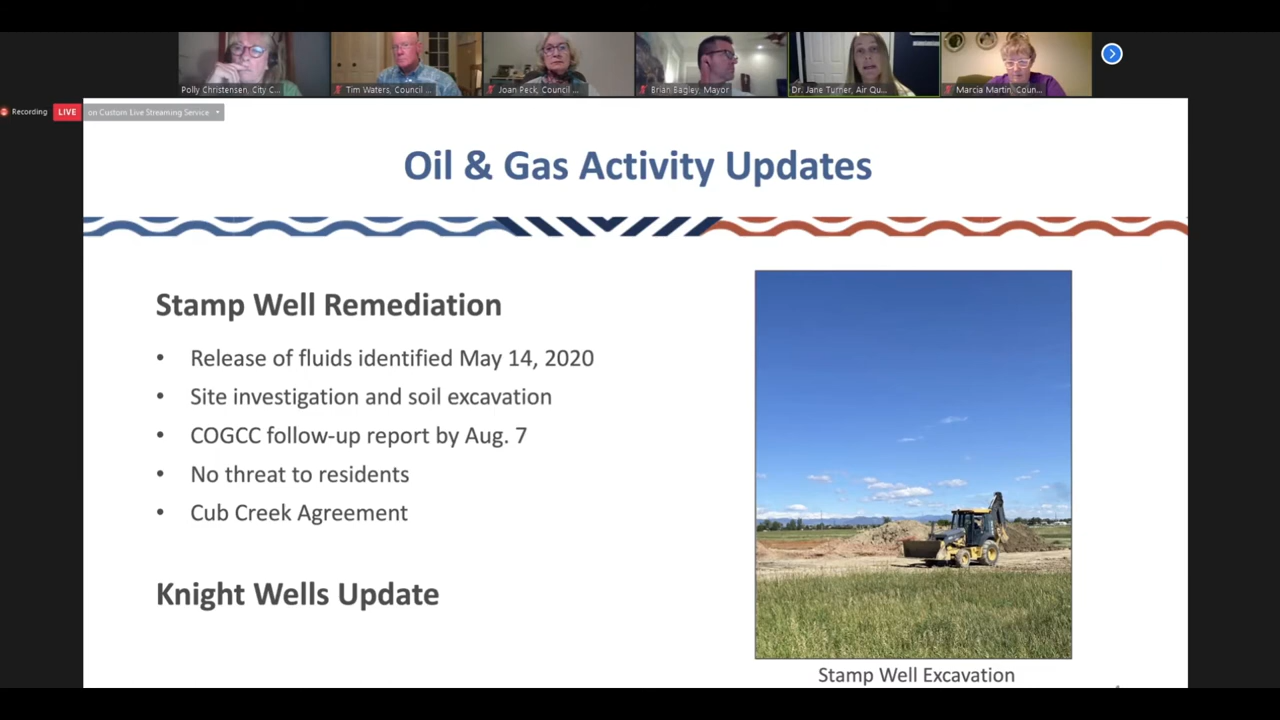 Polly Christensen, City C...
Tim Waters, Council ...
Joan Peck, Council ...
Brian Bagley, Mayor
Dr. Jane Turner, Air Qu...
Marcia Martin, Coun...
Recording
LIVE
on Custom Live Streaming Service
Oil & Gas Activity Updates
Stamp Well Remediation
• Release of fluids identified May 14, 2020
• Site investigation and soil excavation
• COGCC follow-up report by Aug. 7
• No threat to residents
• Cub Creek Agreement
Knight Wells Update
Stamp Well Excavation